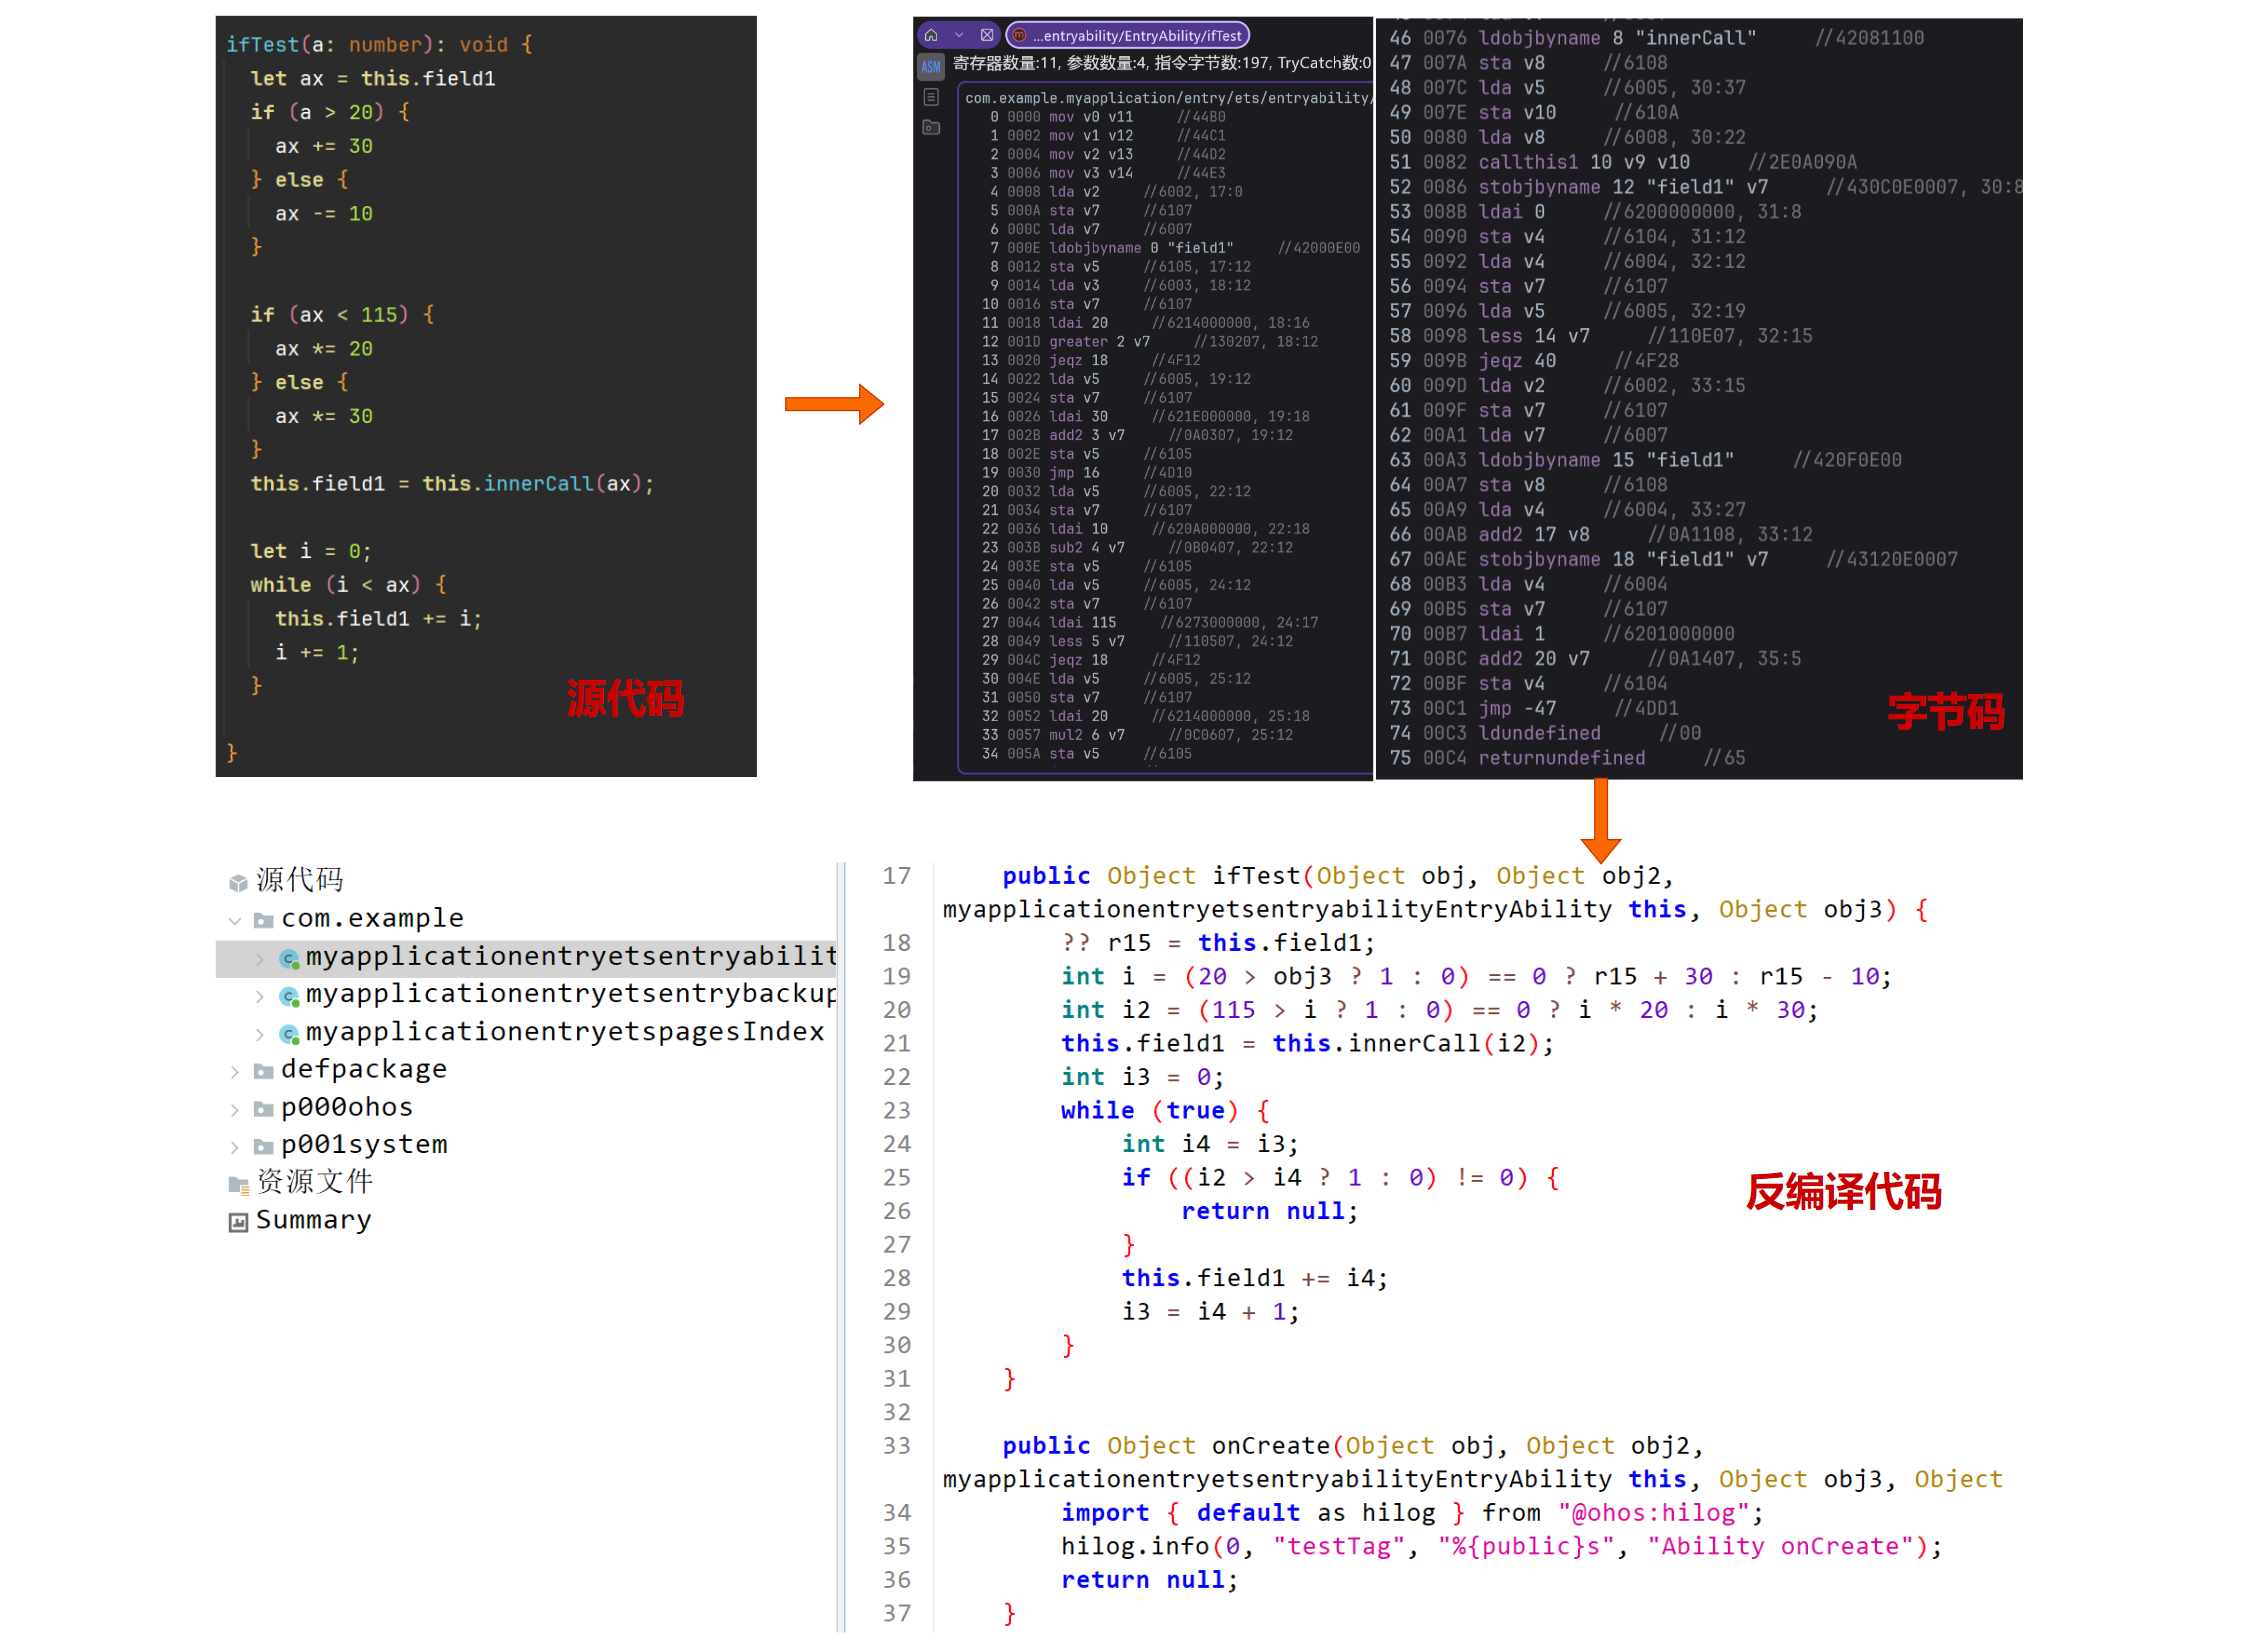 ifTest(a: number): void {
let ax = this.field1
if (a > 20) {
ax += 30
} else {
ax -= 10
}
if (ax < 115) {
ax *= 20
} else {
ax *= 30
}
this.field1 = this.innerCall(ax);
let i = 0;
while (i < ax) {
this.field1 += i;
i += 1;
}
}
源代码
...entryability/EntryAbility/ifTest
ASM
寄存器数量:11, 参数数量:4, 指令字节数:197, TryCatch数:0
com.example.myapplication/entry/ets/entryability/
0 0000 mov v0 v11 //44B0
1 0002 mov v1 v12 //44C1
2 0004 mov v2 v13 //44D2
3 0006 mov v3 v14 //44E3
4 0008 lda v2 //6002, 17:0
5 000A sta v7 //6107
6 000C lda v7 //6007
7 000E ldobjbyname 0 "field1" //42000E00
8 0012 sta v5 //6105, 17:12
9 0014 lda v3 //6003, 18:12
10 0016 sta v7 //6107
11 0018 ldai 20 //6214000000, 18:16
12 001D greater 2 v7 //130207, 18:12
13 0020 jeqz 18 //4F12
14 0022 lda v5 //6005, 19:12
15 0024 sta v7 //6107
16 0026 ldai 30 //621E000000, 19:18
17 002B add2 3 v7 //0A0307, 19:12
18 002E sta v5 //6105
19 0030 jmp 16 //4D10
20 0032 lda v5 //6005, 22:12
21 0034 sta v7 //6107
22 0036 ldai 10 //620A000000, 22:18
23 003B sub2 4 v7 //0B0407, 22:12
24 003E sta v5 //6105
25 0040 lda v5 //6005, 24:12
26 0042 sta v7 //6107
27 0044 ldai 115 //6273000000, 24:17
28 0049 less 5 v7 //110507, 24:12
29 004C jeqz 18 //4F12
30 004E lda v5 //6005, 25:12
31 0050 sta v7 //6107
32 0052 ldai 20 //6214000000, 25:18
33 0057 mul2 6 v7 //0C0607, 25:12
34 005A sta v5 //6105
46 0076 ldobjbyname 8 "innerCall" //42081100
47 007A sta v8 //6108
48 007C lda v5 //6005, 30:37
49 007E sta v10 //610A
50 0080 lda v8 //6008, 30:22
51 0082 callthis1 10 v9 v10 //2E0A090A
52 0086 stobjbyname 12 "field1" v7 //430C0E0007, 30:8
53 008B ldai 0 //6200000000, 31:8
54 0090 sta v4 //6104, 31:12
55 0092 lda v4 //6004, 32:12
56 0094 sta v7 //6107
57 0096 lda v5 //6005, 32:19
58 0098 less 14 v7 //110E07, 32:15
59 009B jeqz 40 //4F28
60 009D lda v2 //6002, 33:15
61 009F sta v7 //6107
62 00A1 lda v7 //6007
63 00A3 ldobjbyname 15 "field1" //420F0E00
64 00A7 sta v8 //6108
65 00A9 lda v4 //6004, 33:27
66 00AB add2 17 v8 //0A1108, 33:12
67 00AE stobjbyname 18 "field1" v7 //43120E0007
68 00B3 lda v4 //6004
69 00B5 sta v7 //6107
70 00B7 ldai 1 //6201000000
71 00BC add2 20 v7 //0A1407, 35:5
72 00BF sta v4 //6104
73 00C1 jmp -47 //4DD1
74 00C3 ldundefined //00
75 00C4 returnundefined //65
字节码
源代码
com.example
myapplicationentryetsentryabilit
myapplicationentryetsentrybackup
myapplicationentryetspagesIndex
defpackage
p000ohos
p001system
资源文件
Summary
17 public Object ifTest(Object obj, Object obj2,
myapplicationentryetsentryabilityEntryAbility this, Object obj3) {
18 ?? r15 = this.field1;
19 int i = (20 > obj3 ? 1 : 0) == 0 ? r15 + 30 : r15 - 10;
20 int i2 = (115 > i ? 1 : 0) == 0 ? i * 20 : i * 30;
21 this.field1 = this.innerCall(i2);
22 int i3 = 0;
23 while (true) {
24 int i4 = i3;
25 if ((i2 > i4 ? 1 : 0) != 0) {
26 return null;
27 }
28 this.field1 += i4;
29 i3 = i4 + 1;
30 }
31 }
32
33 public Object onCreate(Object obj, Object obj2,
myapplicationentryetsentryabilityEntryAbility this, Object obj3, Object
34 import { default as hilog } from "@ohos:hilog";
35 hilog.info(0, "testTag", "%{public}s", "Ability onCreate");
36 return null;
37 }
反编译代码